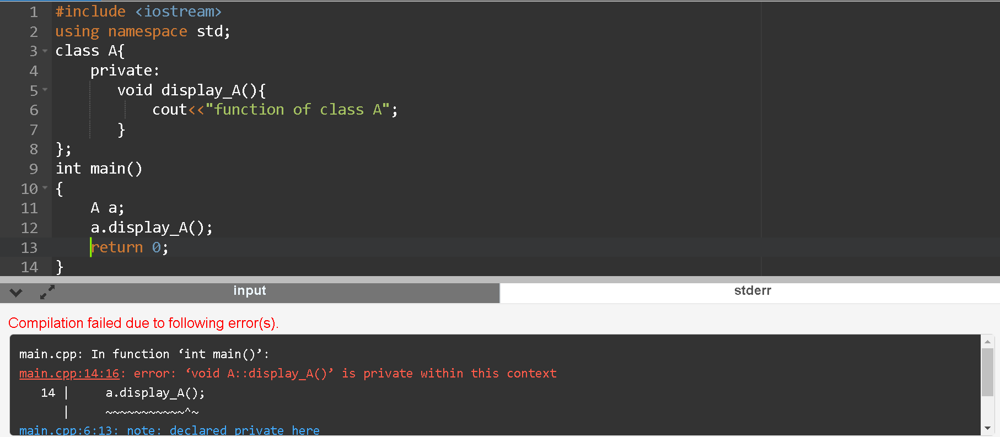 1 #include <iostream>
2 using namespace std;
3 class A{
4     private:
5        void display_A(){
6            cout<<"function of class A";
7        }
8 };
9 int main()
10 {
11     A a;
12     a.display_A();
13     return 0;
14 }
input stderr
Compilation failed due to following error(s).
main.cpp: In function ‘int main()’:
main.cpp:14:16: error: ‘void A::display_A()’ is private within this context
   14 |     a.display_A();
      |     ~~~~~~~~~~~^~
main.cpp:6:13: note: declared private here